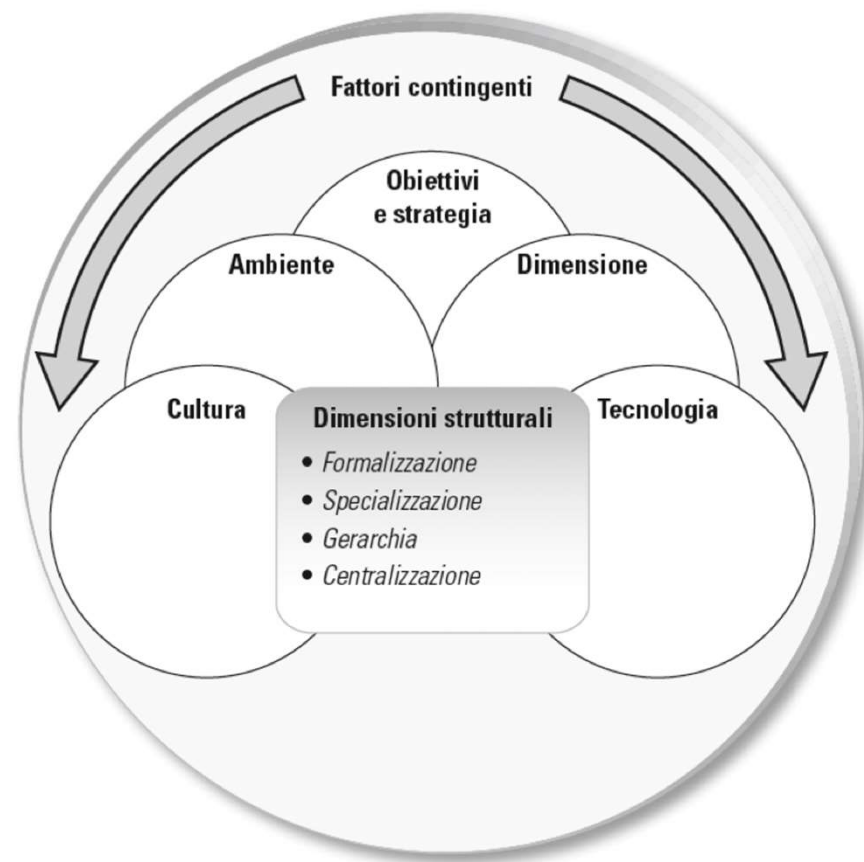 Fattori contingenti
Obiettivi
e strategia
Ambiente
Dimensione
Cultura
Dimensioni strutturali
• Formalizzazione
• Specializzazione
• Gerarchia
• Centralizzazione
Tecnologia